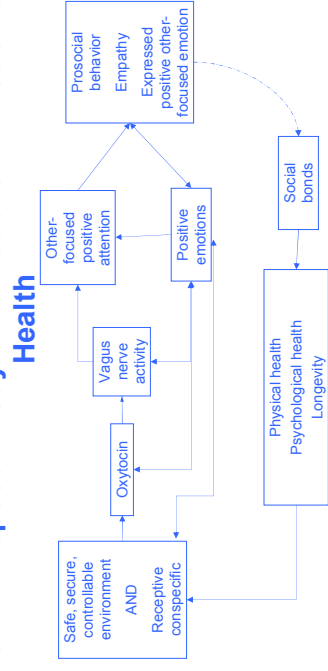 Health
Safe, secure,
controllable
environment
AND
Receptive
conspecific
Oxytocin
Vagus
nerve
activity
Other-
focused
positive
attention
Positive
emotions
Prosocial
behavior
Empathy
Expressed
positive other-
focused emotion
Social
bonds
Physical health
Psychological health
Longevity